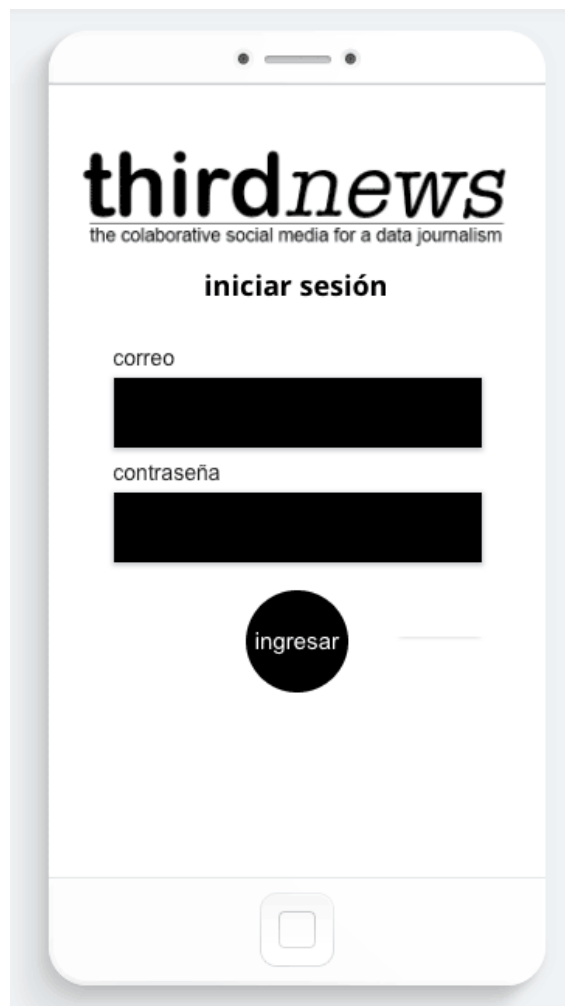 thirdnews
the colaborative social media for a data journalism
iniciar sesión
correo
contraseña
ingresar